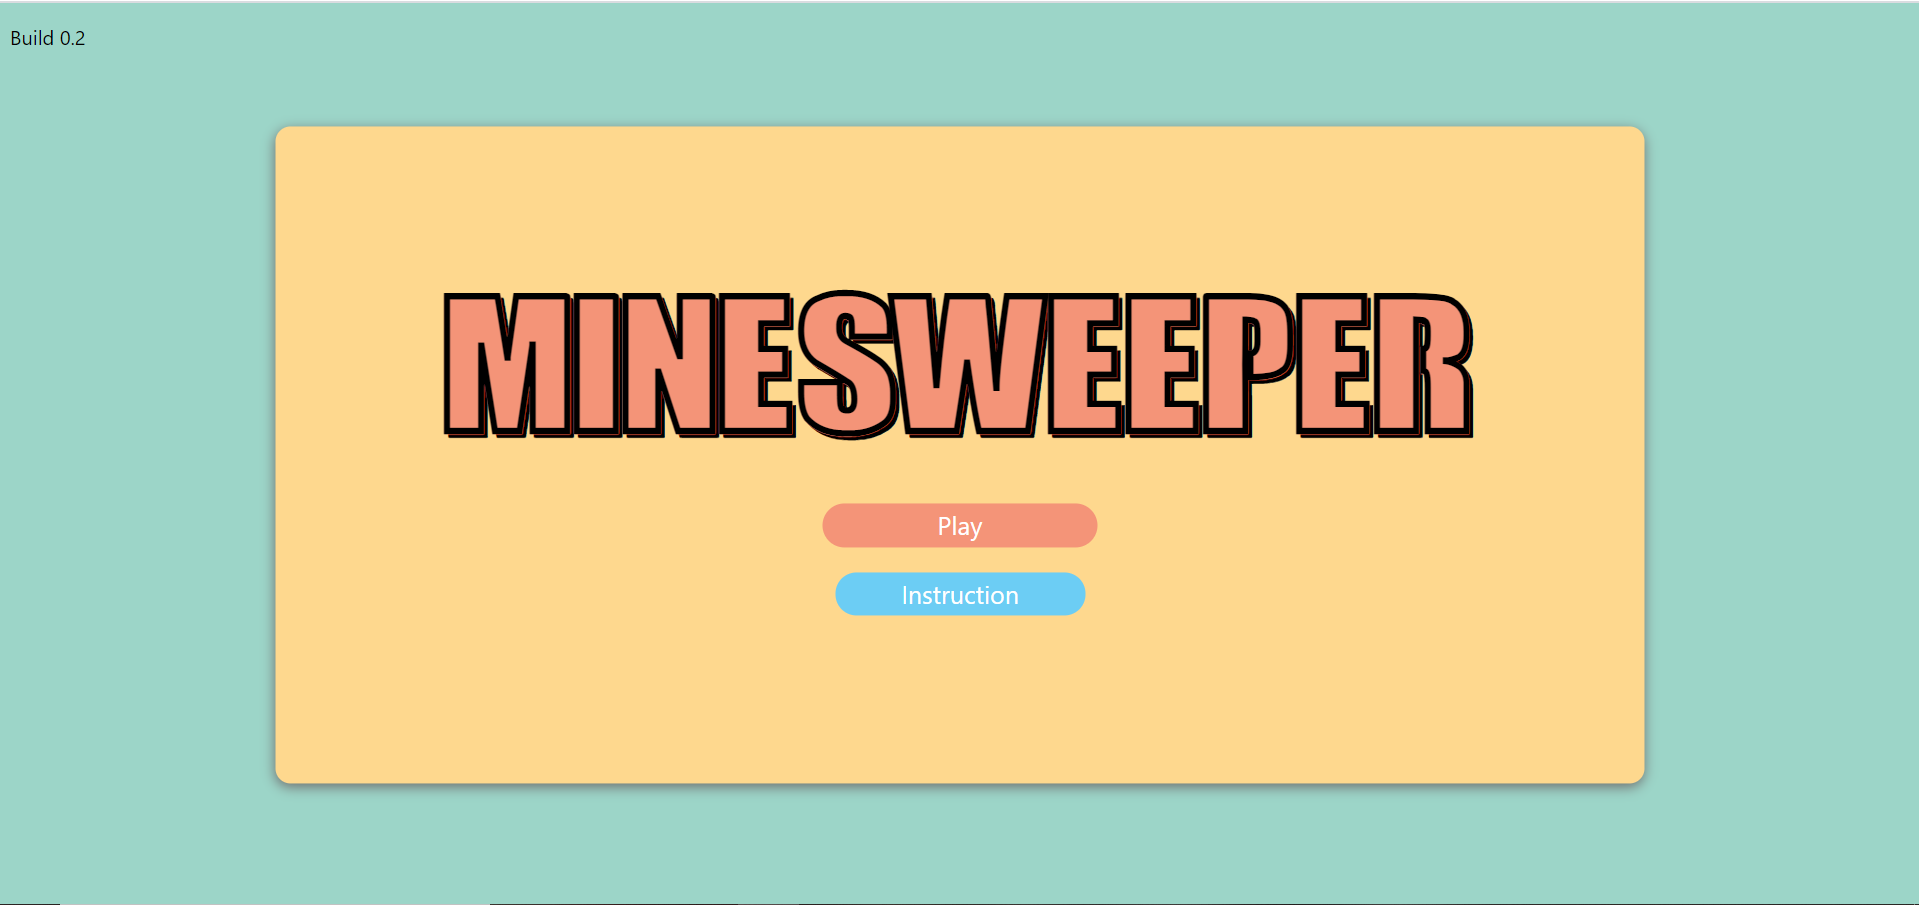 Build 0.2
MINESWEEPER
Play
Instruction